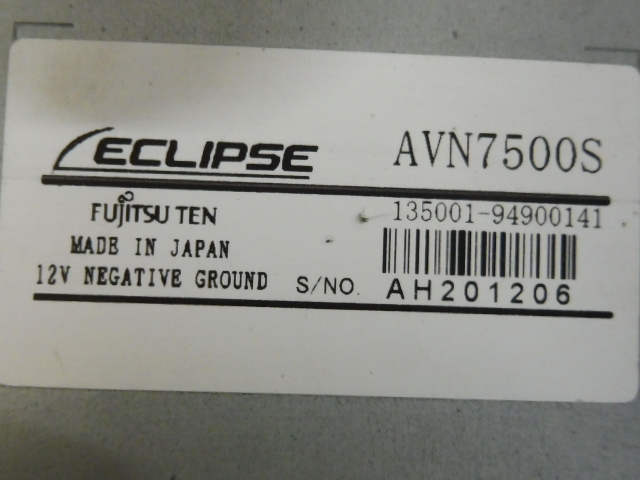 ECLIPSE AVN7500S
FUJITSU TEN 135001-94900141
MADE IN JAPAN
12V NEGATIVE GROUND S/NO. AH201206